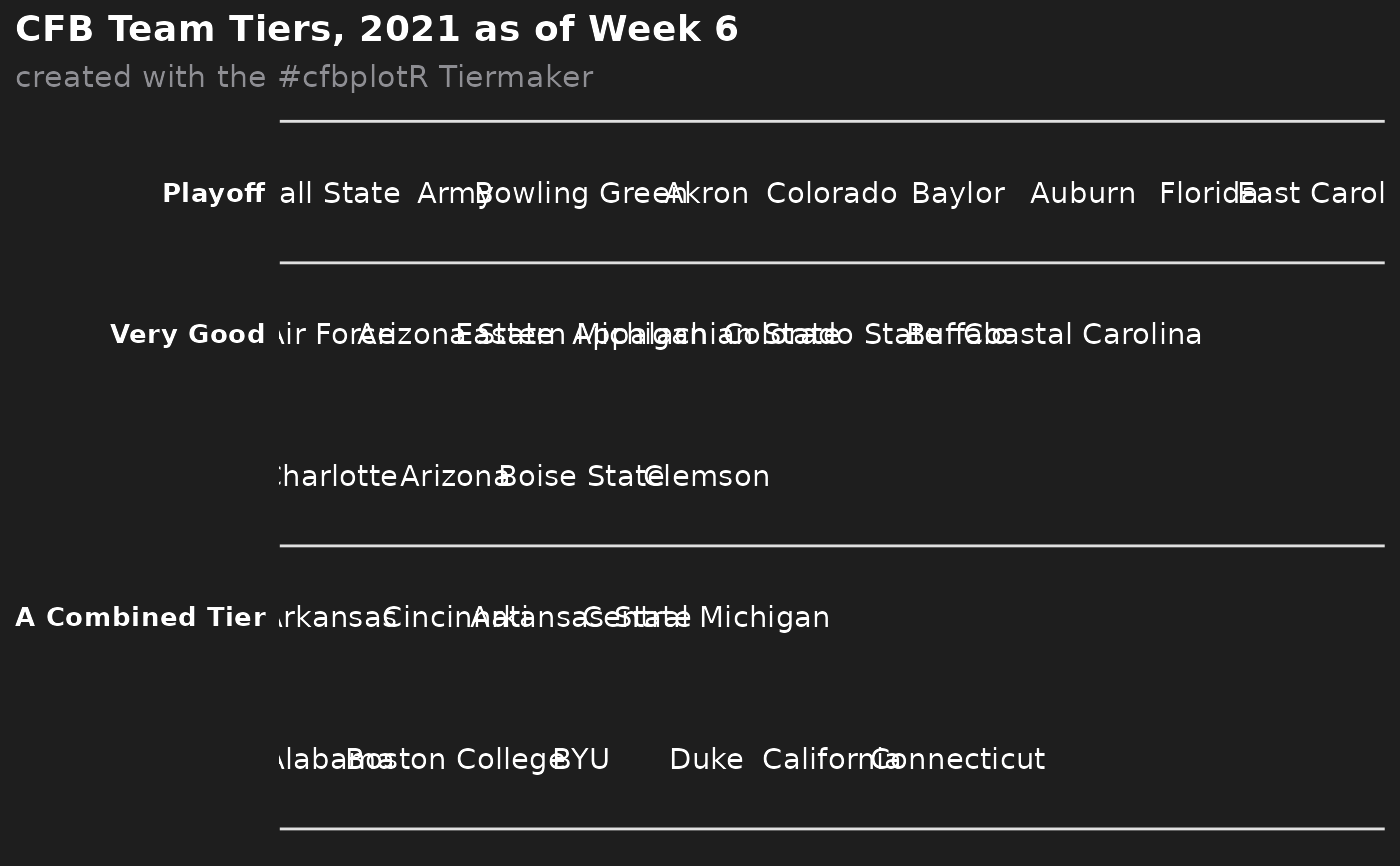 CFB Team Tiers, 2021 as of Week 6
created with the #cfbplotR Tiermaker
Playoff all State Army Bowling Green Akron Colorado Baylor Auburn Florida East Carol
Very Good Air Force Arizona State Eastern Michigan Appalachian State Colorado State Buffalo Coastal Carolina
Charlotte Arizona Boise State Clemson
A Combined Tier Arkansas Cincinnati Arkansas State Central Michigan
Alabama Boston College BYU Duke California Connecticut